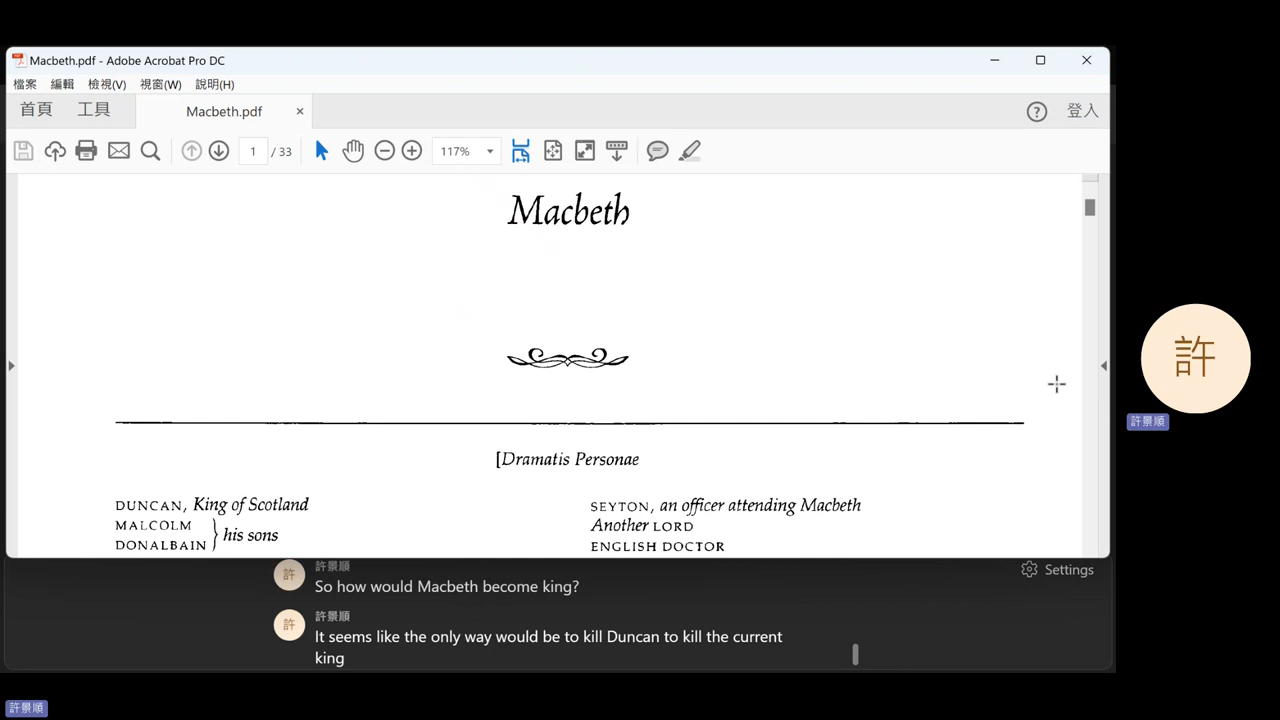 Macbeth.pdf - Adobe Acrobat Pro DC
檔案 編輯 檢視(V) 視窗(W) 說明(H)
首頁 工具 Macbeth.pdf × ? 登入
1 / 33 117%
Macbeth
[Dramatis Personae
DUNCAN, King of Scotland
MALCOLM
DONALBAIN } his sons
SEYTON, an officer attending Macbeth
Another LORD
ENGLISH DOCTOR
許
許景順
許 許景順
So how would Macbeth become king?
許 許景順
It seems like the only way would be to kill Duncan to kill the current
king
Settings
許景順